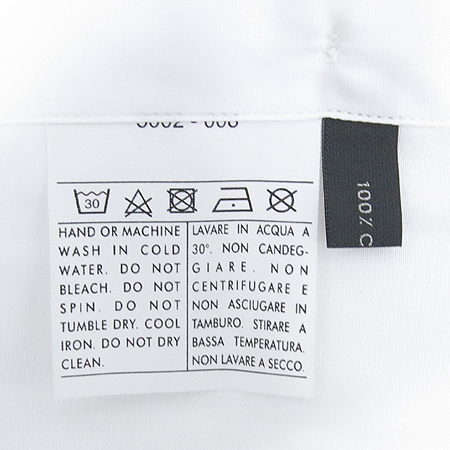 30
HAND OR MACHINE
WASH IN COLD
WATER. DO NOT
BLEACH. DO NOT
SPIN. DO NOT
TUMBLE DRY. COOL
IRON. DO NOT DRY
CLEAN.
LAVARE IN ACQUA A
30°. NON CANDEG-
GIARE. NON
CENTRIFUGARE E
NON ASCIUGARE IN
TAMBURO. STIRARE A
BASSA TEMPERATURA.
NON LAVARE A SECCO.
100% C